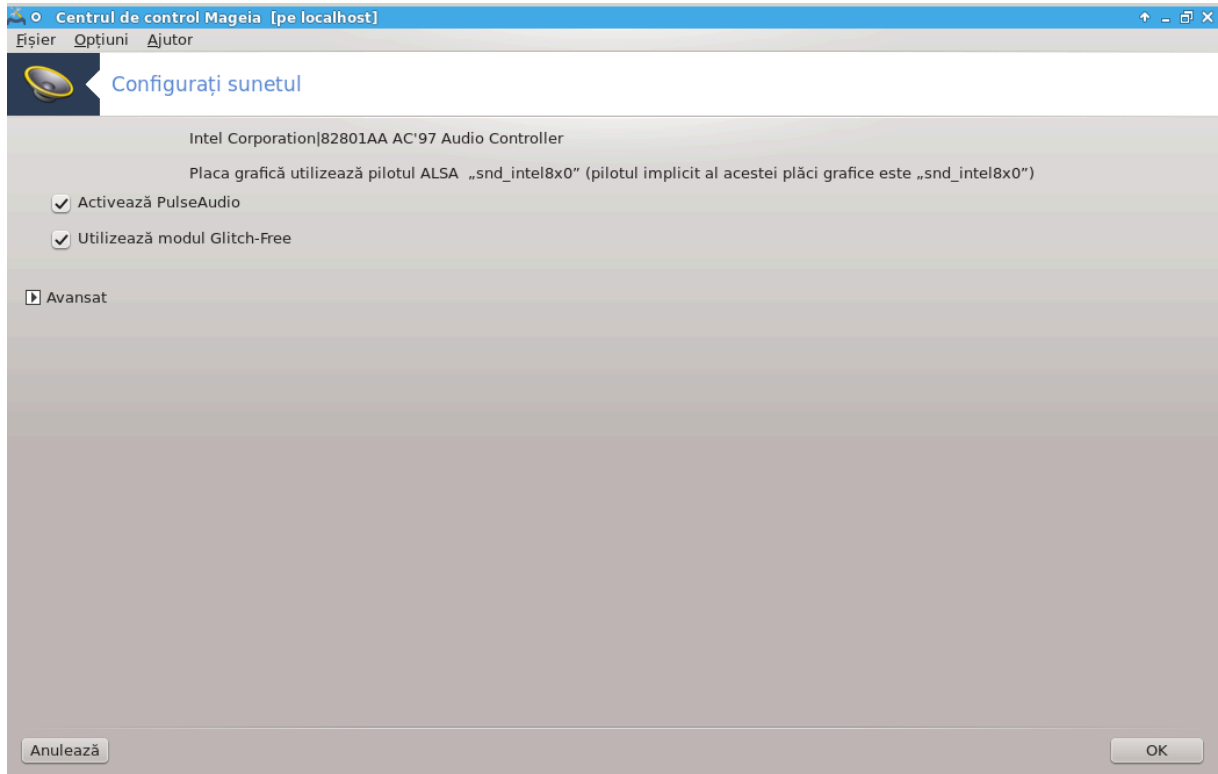 Centrul de control Mageia [pe localhost]
Fișier Opțiuni Ajutor
Configurați sunetul
Intel Corporation|82801AA AC'97 Audio Controller
Placa grafică utilizează pilotul ALSA „snd_intel8x0” (pilotul implicit al acestei plăci grafice este „snd_intel8x0”)
Activează PulseAudio
Utilizează modul Glitch-Free
Avansat
Anulează OK